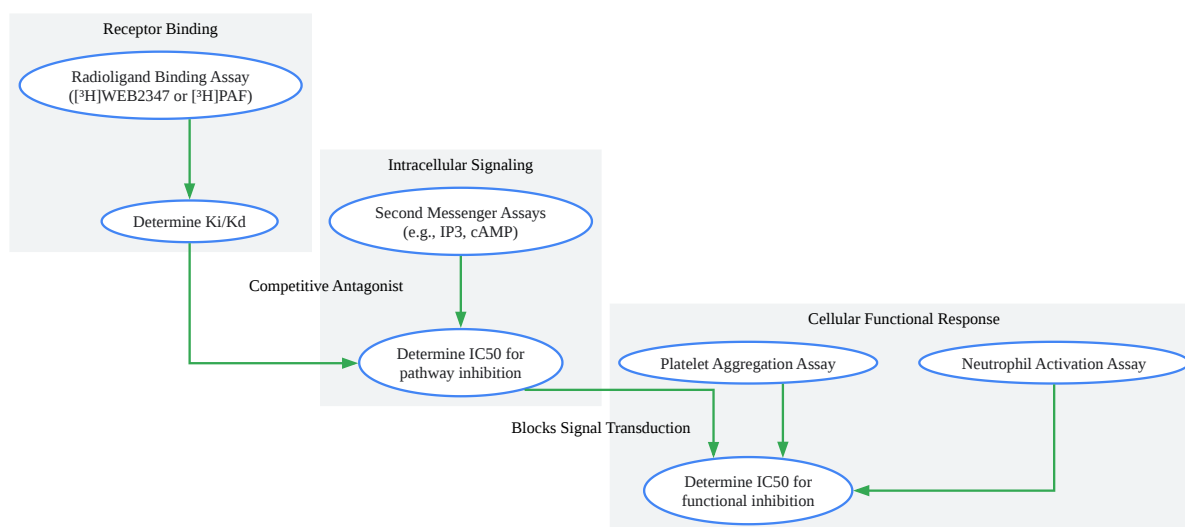 Receptor Binding
Radioligand Binding Assay
([³H]WEB2347 or [³H]PAF)
Determine Ki/Kd
Intracellular Signaling
Second Messenger Assays
(e.g., IP3, cAMP)
Competitive Antagonist
Determine IC50 for
pathway inhibition
Cellular Functional Response
Platelet Aggregation Assay
Neutrophil Activation Assay
Blocks Signal Transduction
Determine IC50 for
functional inhibition